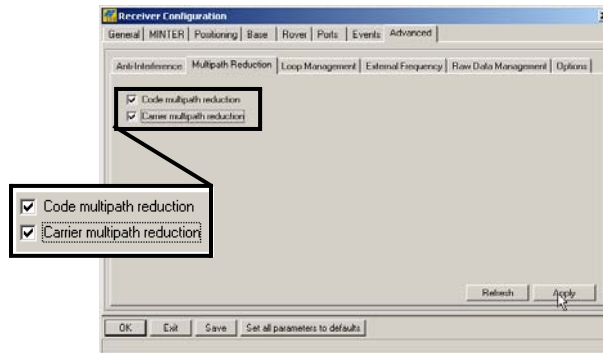 Receiver Configuration
General MINTER Positioning Base Rover Ports Events Advanced
Anti-Interference Multipath Reduction Loop Management External Frequency Raw Data Management Options
Code multipath reduction
Carrier multipath reduction
Code multipath reduction
Carrier multipath reduction
Refresh Apply
OK Exit Save Set all parameters to defaults